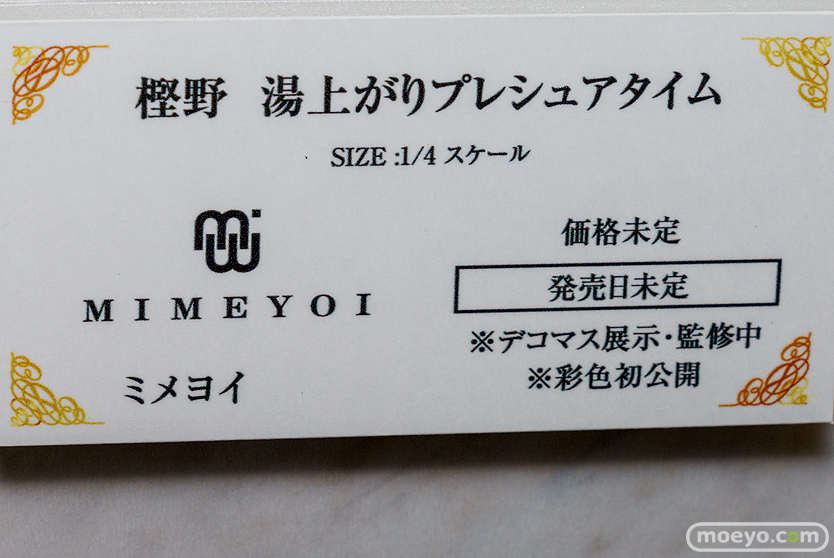 樫野 湯上がりプレシュアタイム
SIZE :1/4 スケール
mi
MIMEYOI
ミメヨイ
価格未定
発売日未定
※デコマス展示・監修中
※彩色初公開
moeyo.com